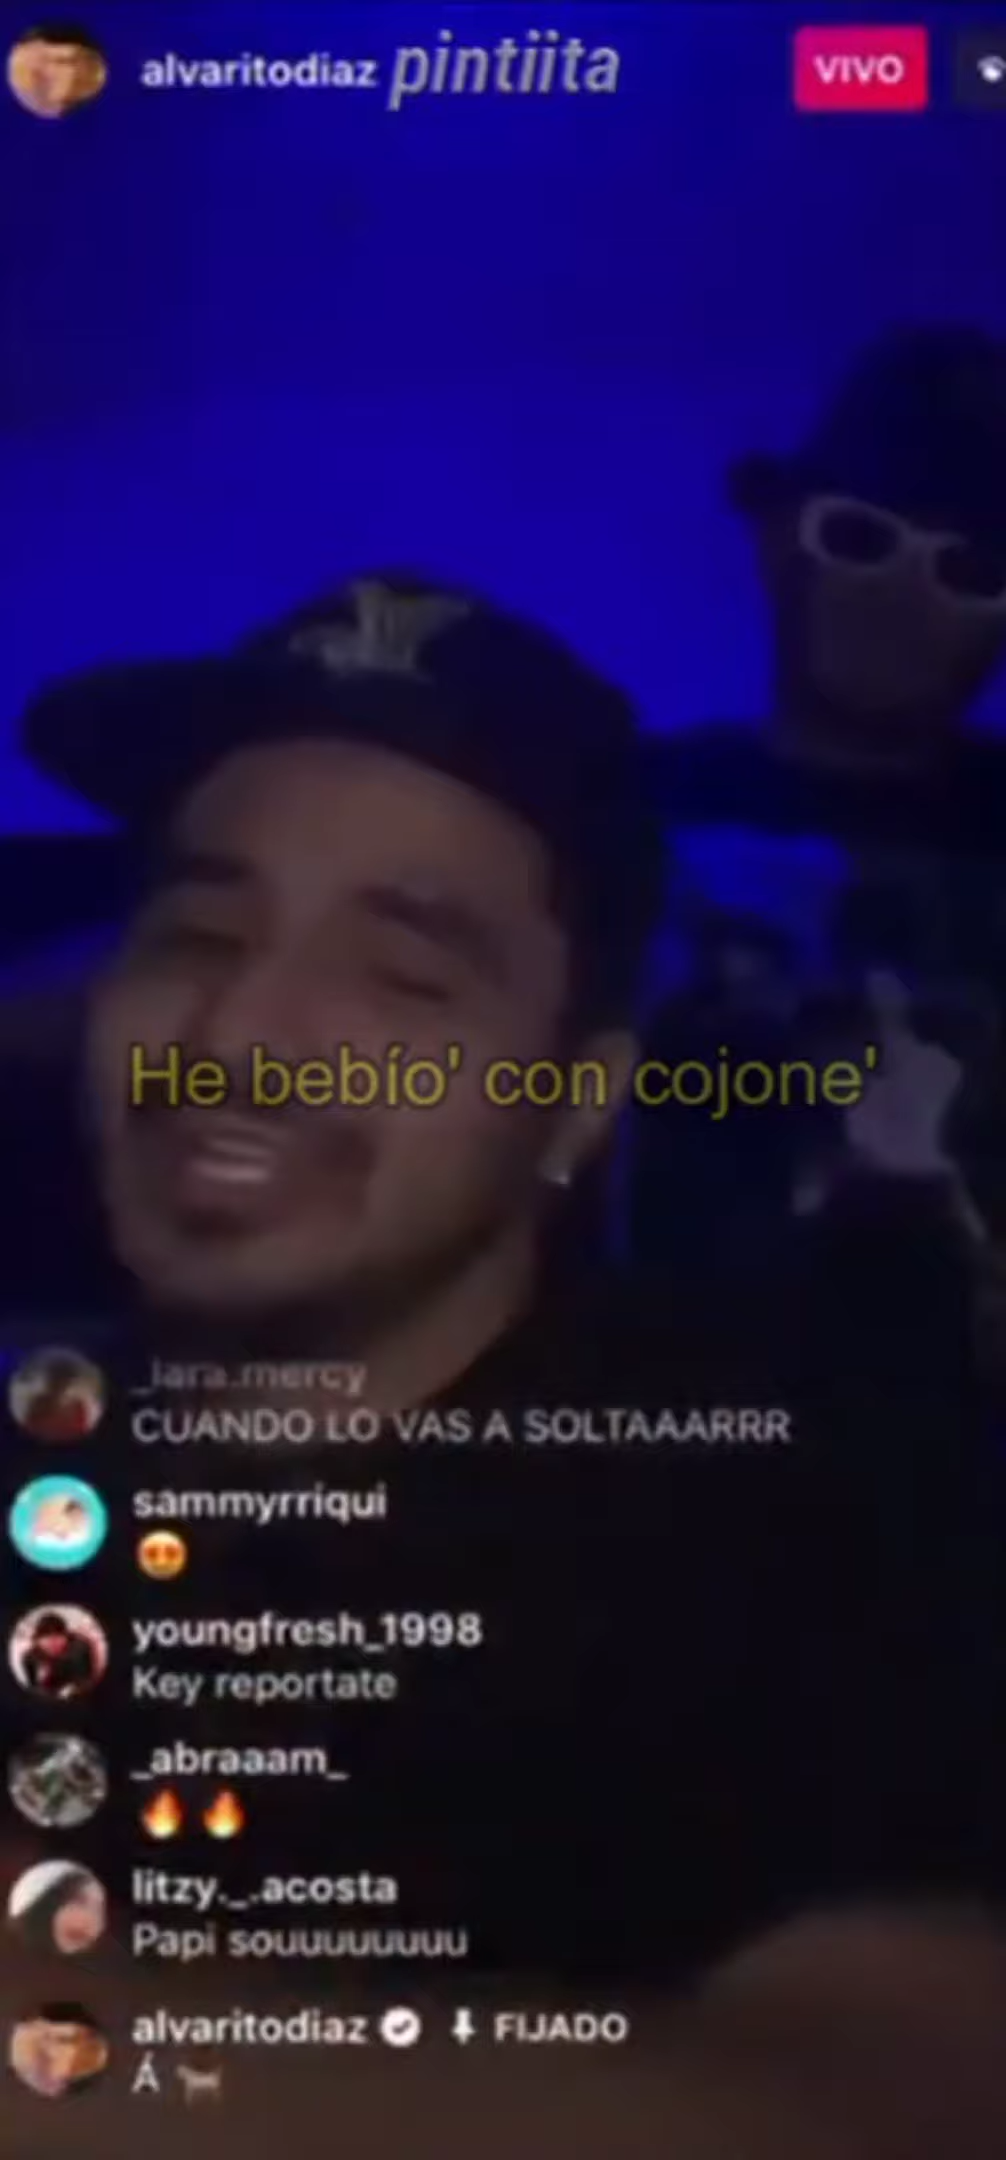 alvaritodiaz pintiita VIVO
He bebío' con cojone'
_lara.mercy
CUANDO LO VAS A SOLTAAARRR
sammyrriqui
😍
youngfresh_1998
Key reportate
_abraaam_
🔥 🔥
litzy._.acosta
Papi souuuuuuuu
alvaritodiaz FIJADO
Á 🐕